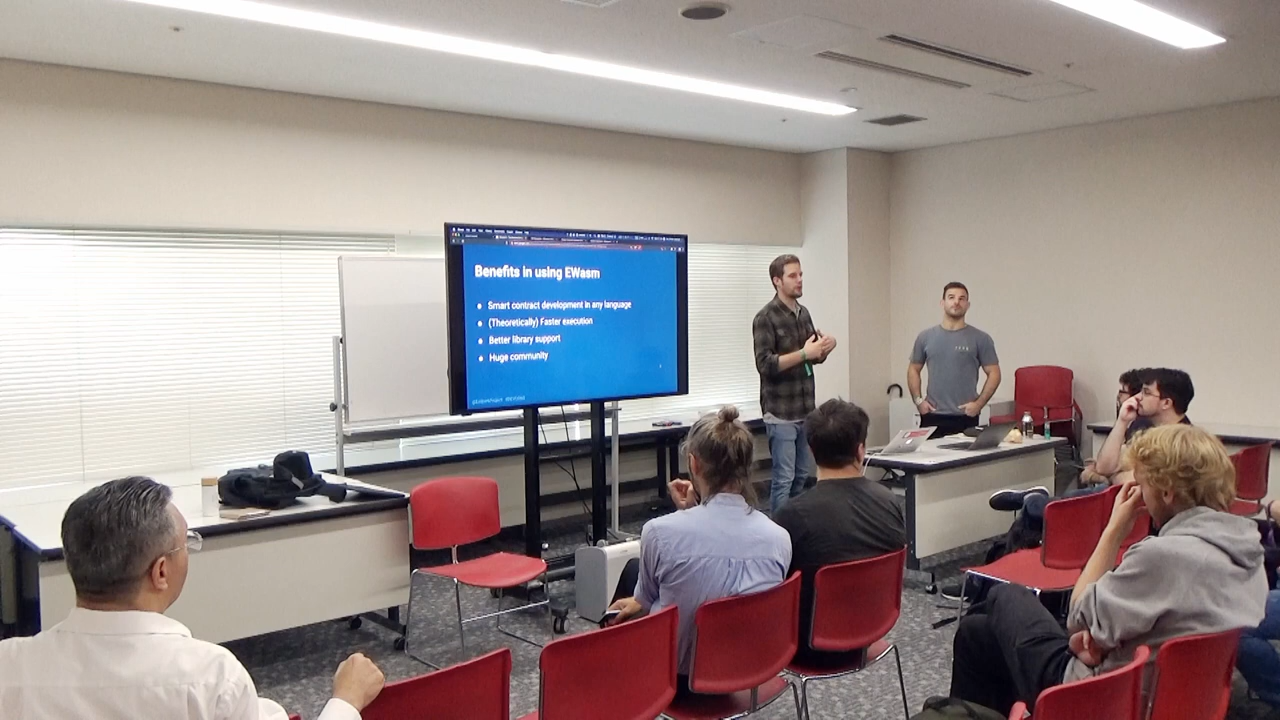 Benefits in using EWasm
Smart contract development in any language
(Theoretically) Faster execution
Better library support
Huge community